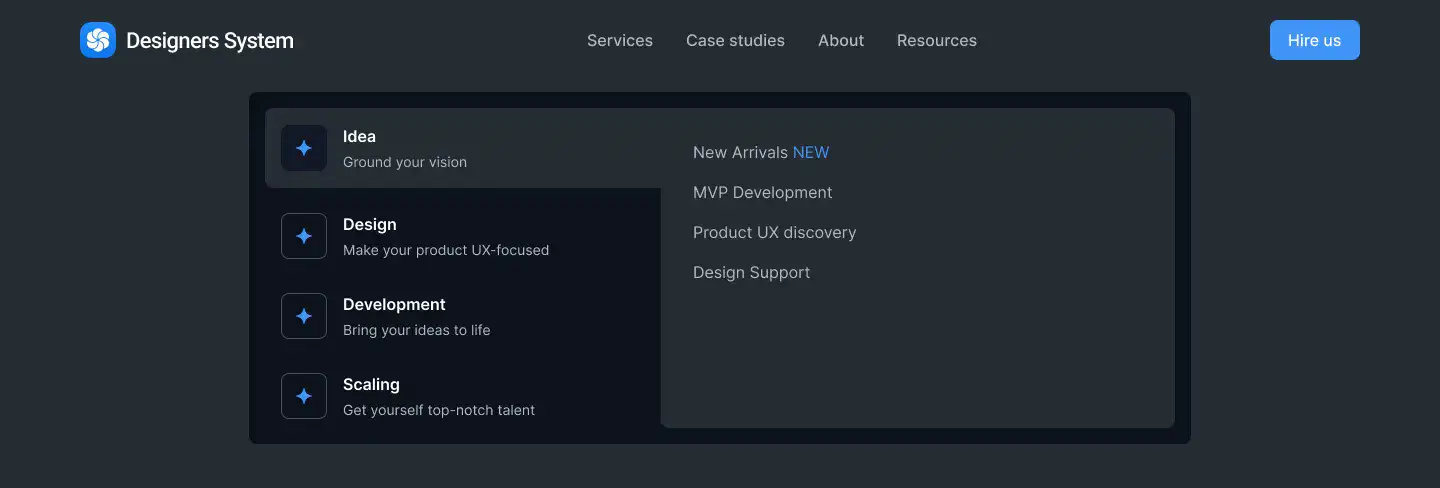 Designers System
Services
Case studies
About
Resources
Hire us
Idea
Ground your vision
Design
Make your product UX-focused
Development
Bring your ideas to life
Scaling
Get yourself top-notch talent
New Arrivals NEW
MVP Development
Product UX discovery
Design Support